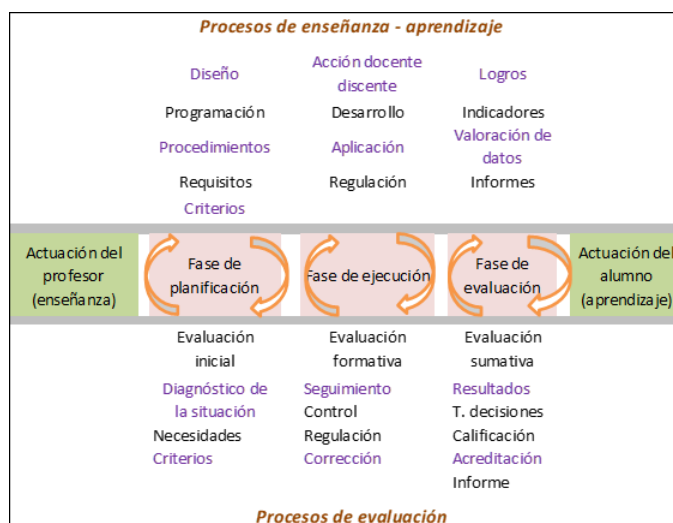 Procesos de enseñanza - aprendizaje
Diseño
Programación
Procedimientos
Requisitos
Criterios
Acción docente
discente
Desarrollo
Aplicación
Regulación
Logros
Indicadores
Valoración de
datos
Informes
Actuación del
profesor
(enseñanza)
Fase de
planificación
Fase de ejecución
Fase de
evaluación
Actuación del
alumno
(aprendizaje)
Evaluación
inicial
Diagnóstico de
la situación
Necesidades
Criterios
Evaluación
formativa
Seguimiento
Control
Regulación
Corrección
Evaluación
sumativa
Resultados
T. decisiones
Calificación
Acreditación
Informe
Procesos de evaluación